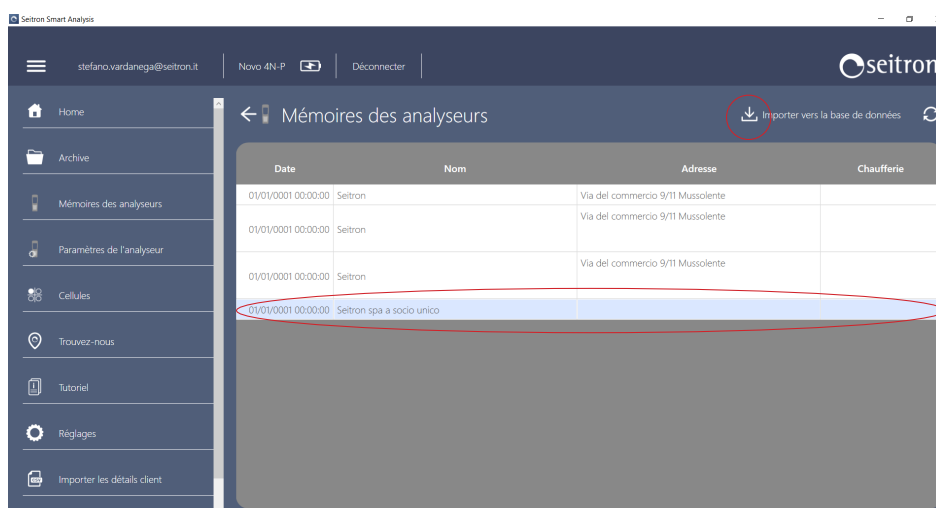 Seitron Smart Analysis
stefano.vardanega@seitron.it
Novo 4N-P
Déconnecter
seitron
Home
Archive
Mémoires des analyseurs
Paramètres de l'analyseur
Cellules
Trouvez-nous
Tutoriel
Réglages
Importer les détails client
Mémoires des analyseurs
Importer vers la base de données
Date Nom Adresse Chaufferie
01/01/0001 00:00:00 Seitron Via del commercio 9/11 Mussolente
Via del commercio 9/11 Mussolente
01/01/0001 00:00:00 Seitron
Via del commercio 9/11 Mussolente
01/01/0001 00:00:00 Seitron
01/01/0001 00:00:00 Seitron spa a socio unico